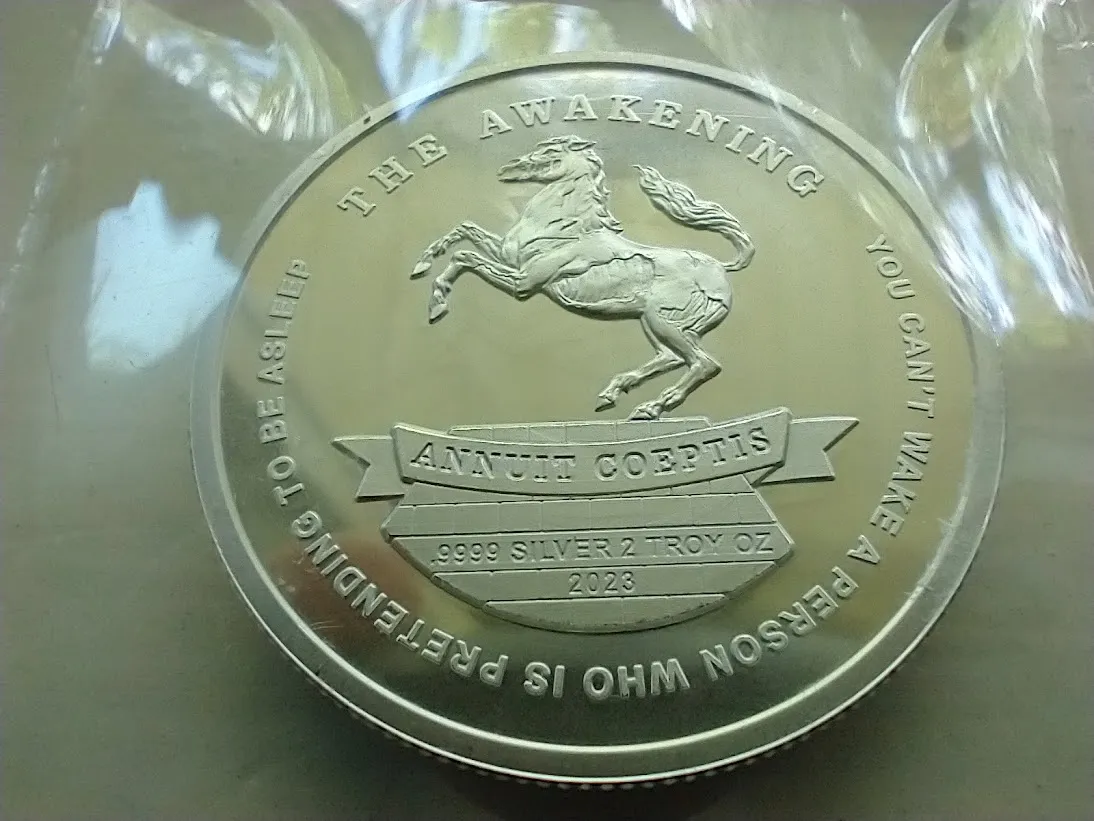 THE AWAKENING
YOU CAN'T WAKE A PERSON WHO IS PRETENDING TO BE ASLEEP
ANNUIT COEPTIS
.9999 SILVER 2 TROY OZ
2023